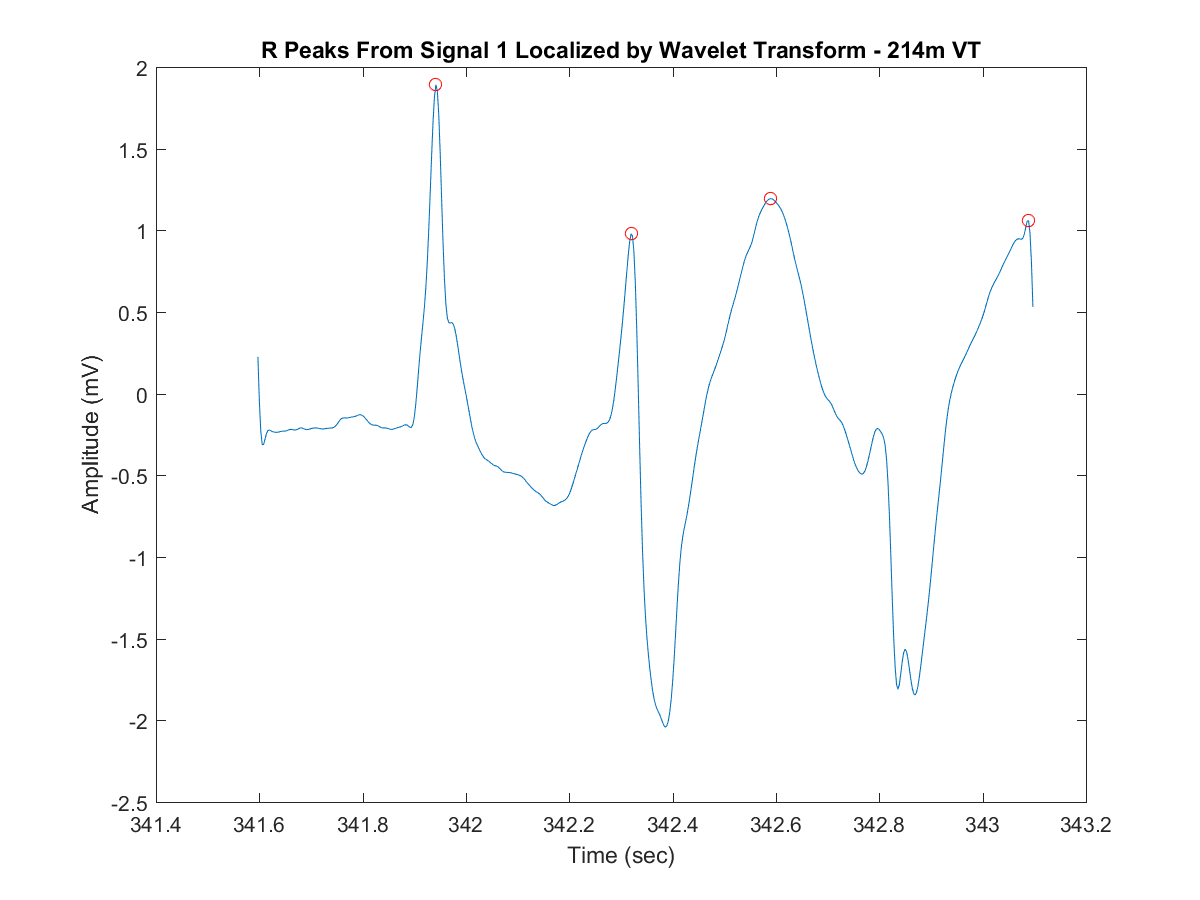 R Peaks From Signal 1 Localized by Wavelet Transform - 214m VT
2
1.5
1
0.5
0
-0.5
-1
-1.5
-2
-2.5
Amplitude (mV)
341.4 341.6 341.8 342 342.2 342.4 342.6 342.8 343 343.2
Time (sec)